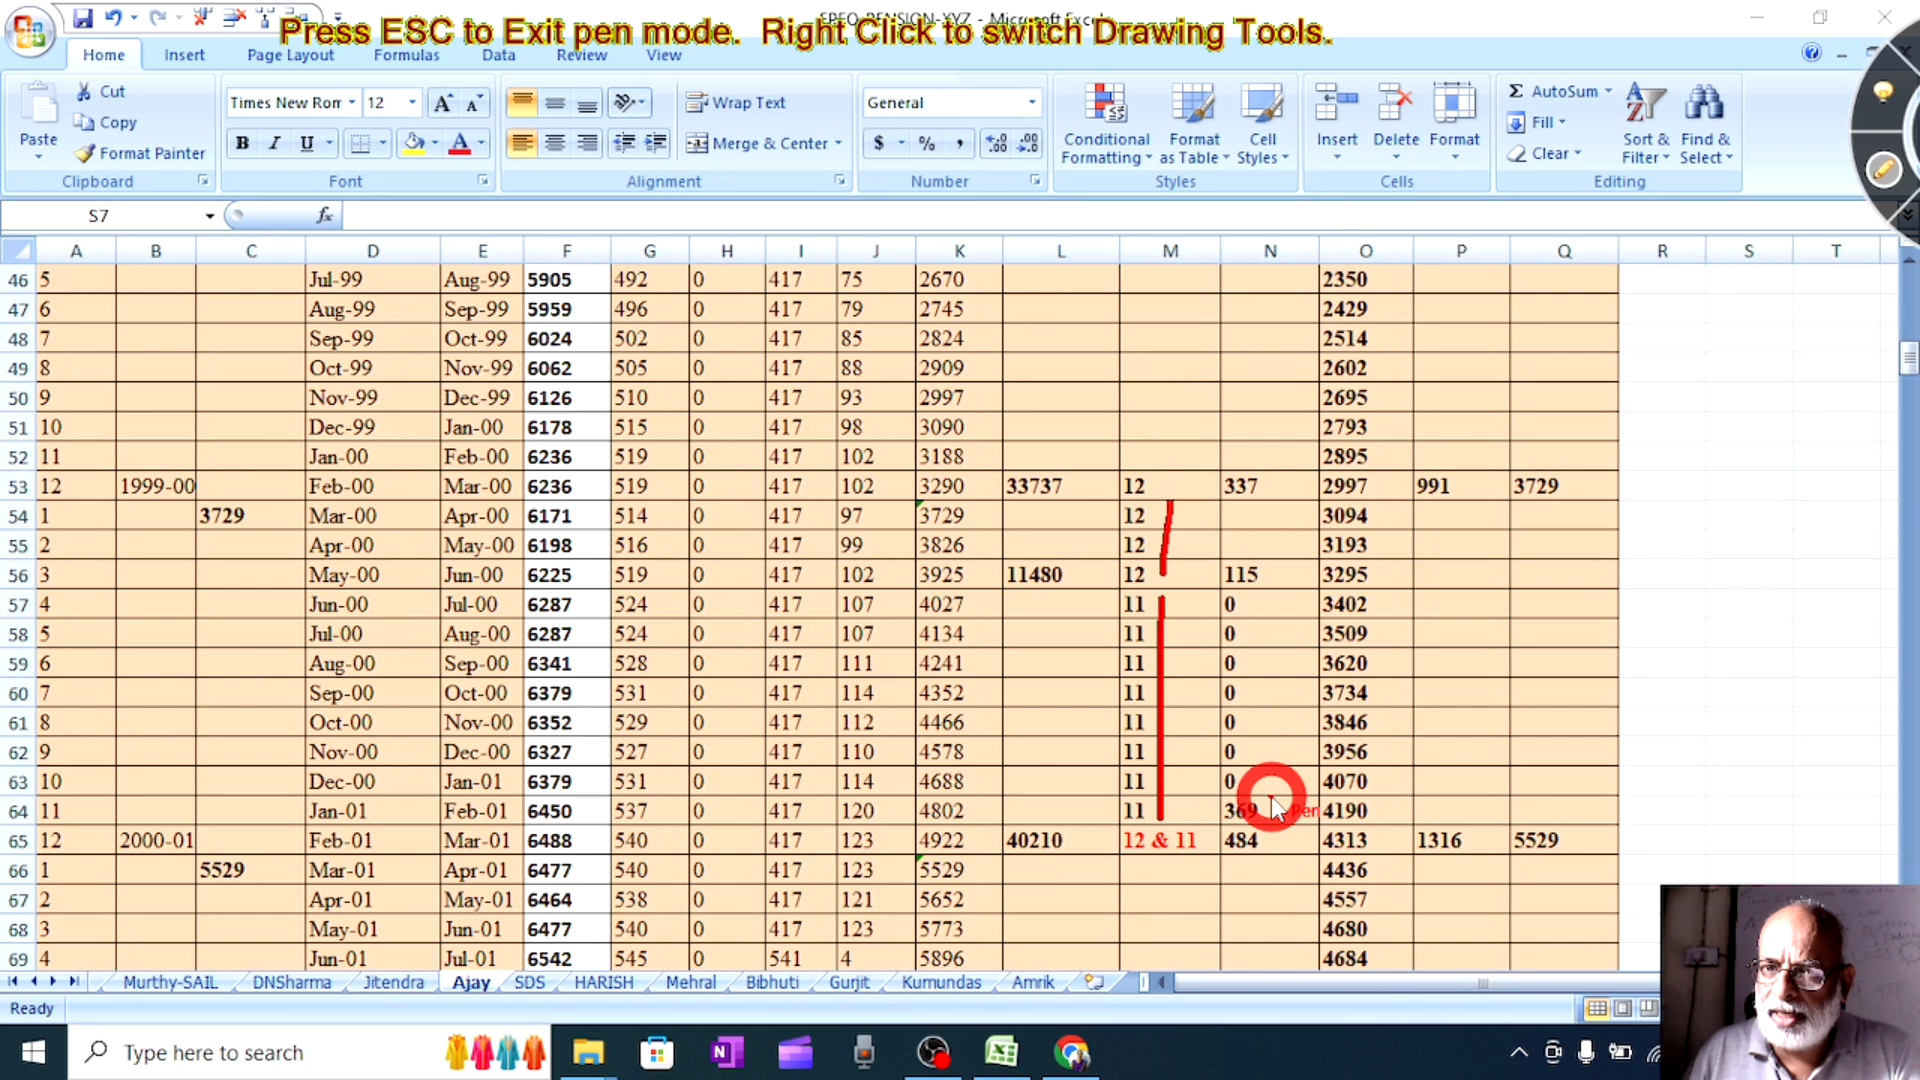 EPFO-PENSION-XYZ - Microsoft Excel
Press ESC to Exit pen mode. Right Click to switch Drawing Tools.
Home Insert Page Layout Formulas Data Review View
Cut
Copy
Paste
Format Painter
Clipboard
Times New Ror 12
Font
Wrap Text
Merge & Center
Alignment
General
Number
Conditional Formatting
Format as Table
Cell Styles
Styles
Insert Delete Format
Cells
AutoSum
Fill
Clear
Sort & Filter
Find & Select
Editing
S7 fx
A B C D E F G H I J K L M N O P Q R S T
46 5 Jul-99 Aug-99 5905 492 0 417 75 2670 2350
47 6 Aug-99 Sep-99 5959 496 0 417 79 2745 2429
48 7 Sep-99 Oct-99 6024 502 0 417 85 2824 2514
49 8 Oct-99 Nov-99 6062 505 0 417 88 2909 2602
50 9 Nov-99 Dec-99 6126 510 0 417 93 2997 2695
51 10 Dec-99 Jan-00 6178 515 0 417 98 3090 2793
52 11 Jan-00 Feb-00 6236 519 0 417 102 3188 2895
53 12 1999-00 Feb-00 Mar-00 6236 519 0 417 102 3290 33737 12 337 2997 991 3729
54 1 3729 Mar-00 Apr-00 6171 514 0 417 97 3729 12 3094
55 2 Apr-00 May-00 6198 516 0 417 99 3826 12 3193
56 3 May-00 Jun-00 6225 519 0 417 102 3925 11480 12 115 3295
57 4 Jun-00 Jul-00 6287 524 0 417 107 4027 11 0 3402
58 5 Jul-00 Aug-00 6287 524 0 417 107 4134 11 0 3509
59 6 Aug-00 Sep-00 6341 528 0 417 111 4241 11 0 3620
60 7 Sep-00 Oct-00 6379 531 0 417 114 4352 11 0 3734
61 8 Oct-00 Nov-00 6352 529 0 417 112 4466 11 0 3846
62 9 Nov-00 Dec-00 6327 527 0 417 110 4578 11 0 3956
63 10 Dec-00 Jan-01 6379 531 0 417 114 4688 11 0 4070
64 11 Jan-01 Feb-01 6450 537 0 417 120 4802 11 369 Pen 4190
65 12 2000-01 Feb-01 Mar-01 6488 540 0 417 123 4922 40210 12 & 11 484 4313 1316 5529
66 1 5529 Mar-01 Apr-01 6477 540 0 417 123 5529 4436
67 2 Apr-01 May-01 6464 538 0 417 121 5652 4557
68 3 May-01 Jun-01 6477 540 0 417 123 5773 4680
69 4 Jun-01 Jul-01 6542 545 0 541 4 5896 4684
Murthy-SAIL DNSharma Jitendra Ajay SDS HARISH Mehral Bibhuti Gurjit Kumundas Amrik
Ready
Type here to search